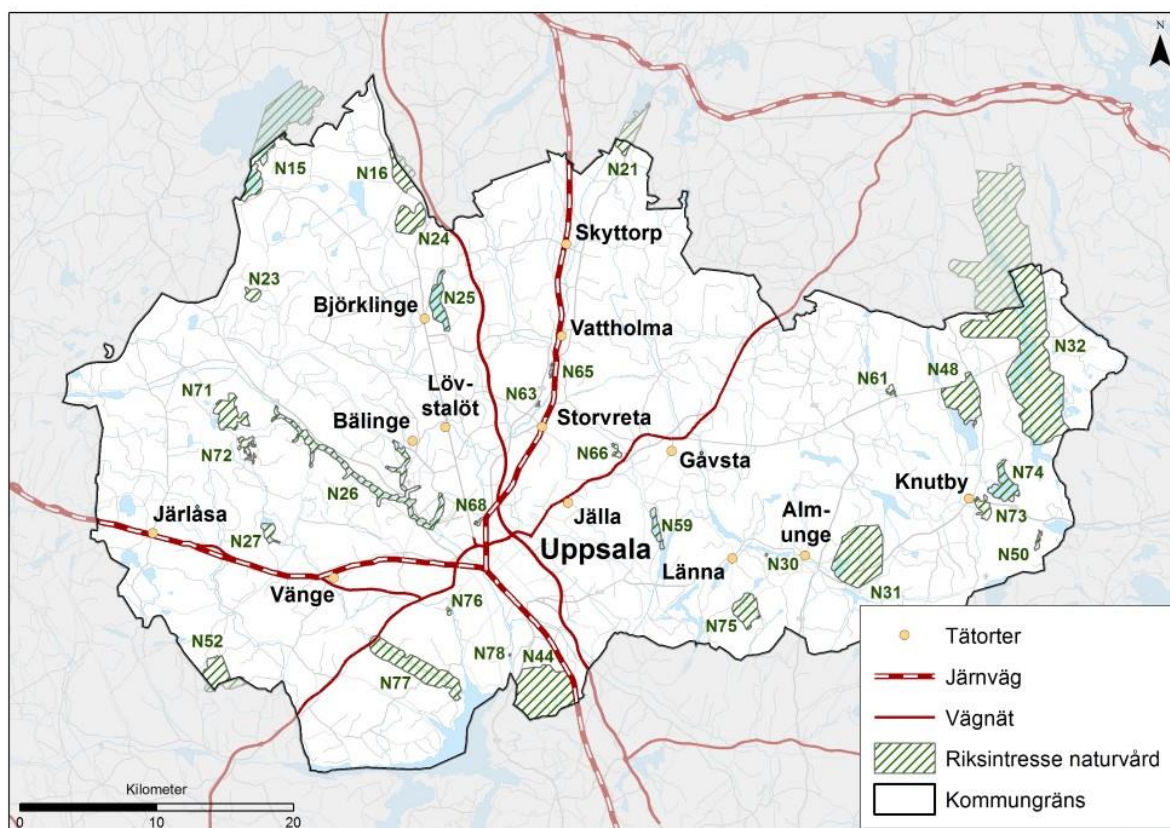 N
N15
N16
N21
N24
Skyttorp
N23
N25
Björklinge
Vattholma
N32
N65
N61
N48
N71
Löv-
stalöt
N63
Bälinge
Storvreta
N72
N66
Gåvsta
N26
Knutby
N74
N68
Jälla
Alm-
unge
N73
Järlåsa
N59
N27
Uppsala
N50
Länna
N30
Vänge
N31
N76
N75
N52
N78
N44
N77
Tätorter
Järnväg
Vägnät
Riksintresse naturvård
Kommungräns
Kilometer
0
10
20